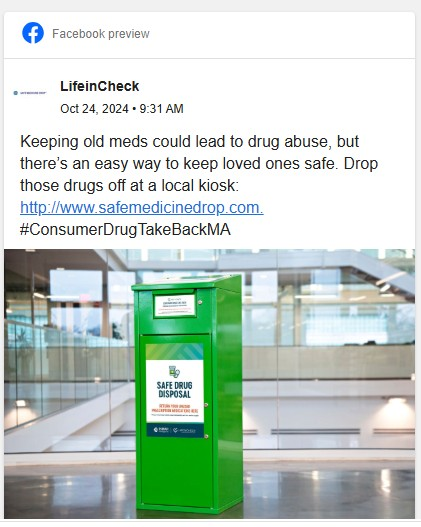 Facebook preview
LifeinCheck
Oct 24, 2024 • 9:31 AM
Keeping old meds could lead to drug abuse, but
there's an easy way to keep loved ones safe. Drop
those drugs off at a local kiosk:
http://www.safemedicinedrop.com.
#ConsumerDrugTakeBackMA
SAFE DRUG
DISPOSAL